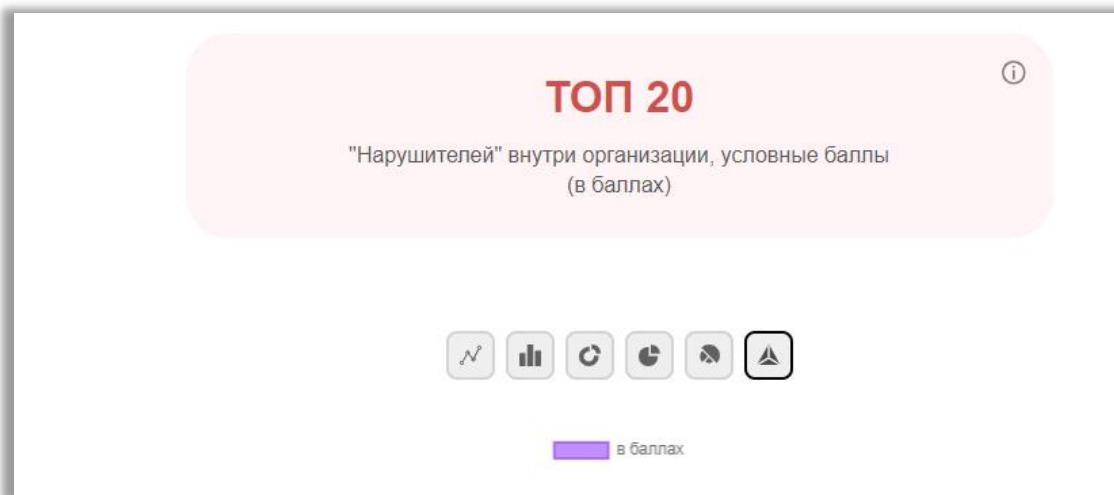 ТОП 20
"Нарушителей" внутри организации, условные баллы
(в баллах)
в баллах